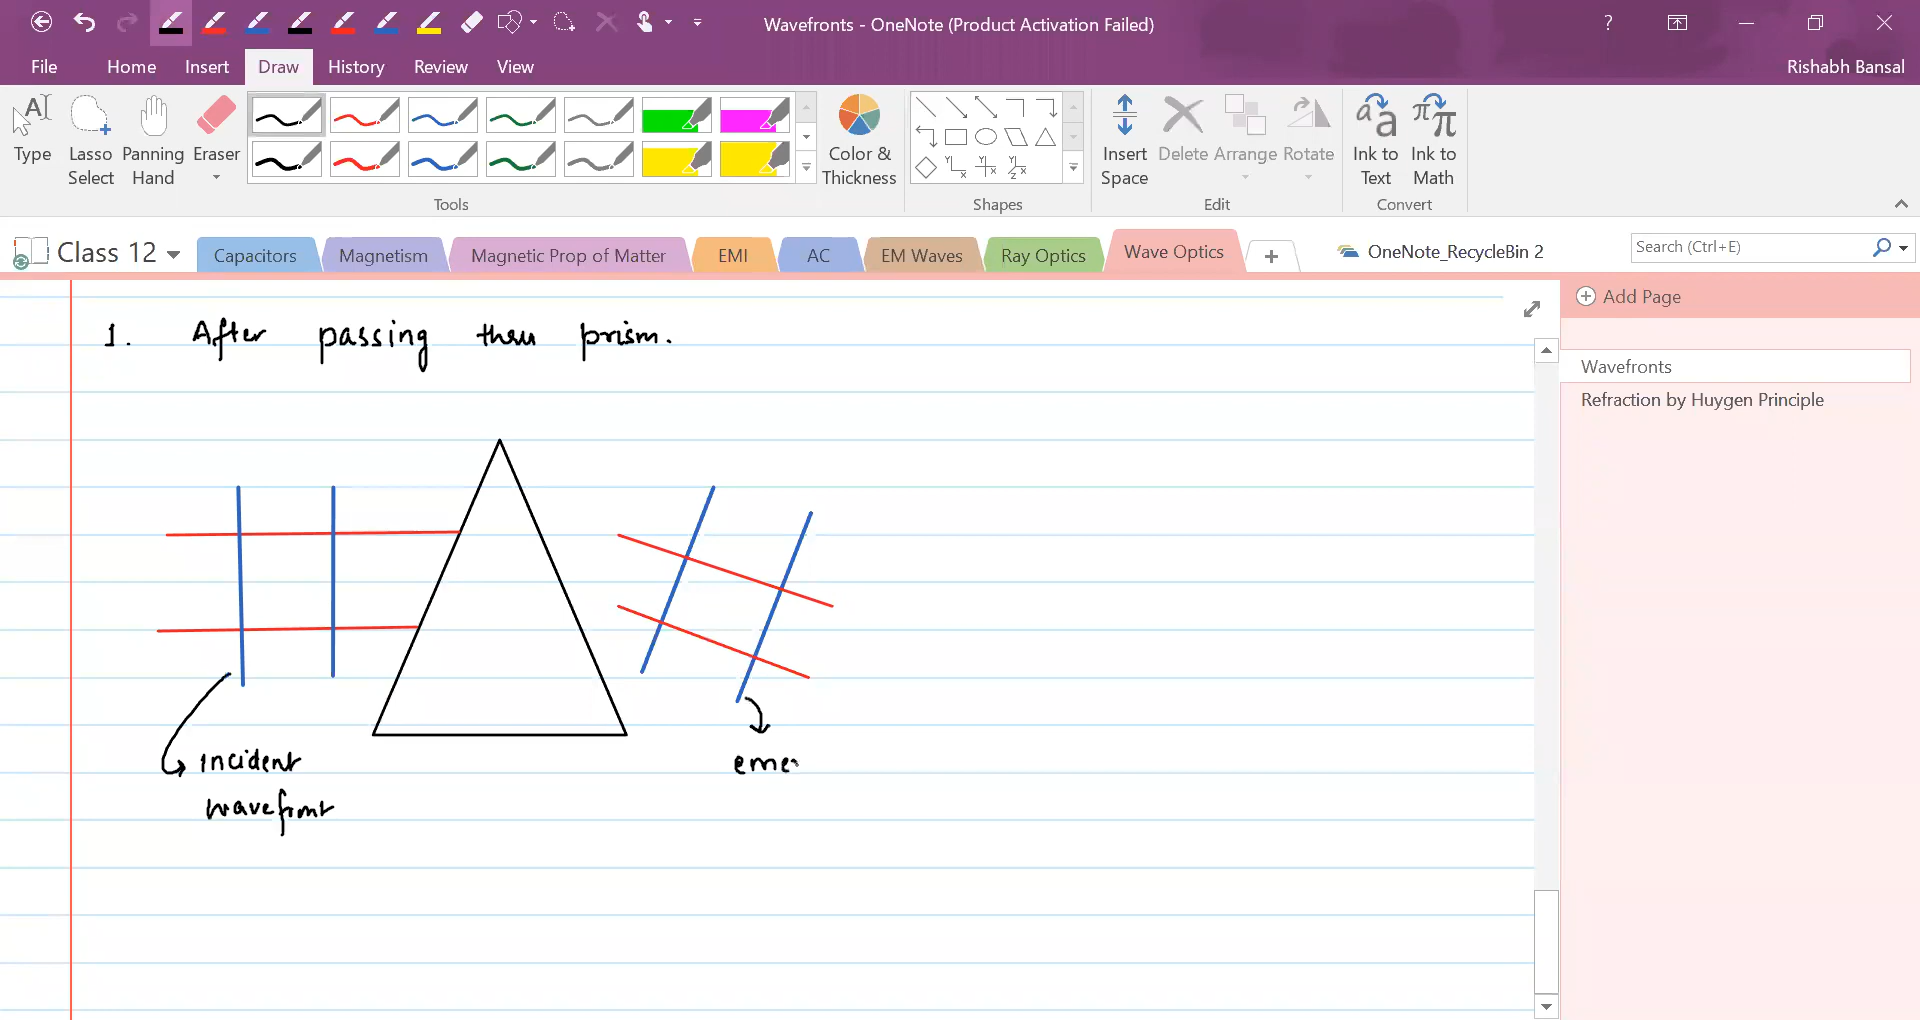 Wavefronts - OneNote (Product Activation Failed)
?
File Home Insert Draw History Review View
Rishabh Bansal
Type
Lasso Select
Panning Hand
Eraser
Color & Thickness
Insert Space
Delete
Arrange
Rotate
Ink to Text
Ink to Math
Tools
Shapes
Edit
Convert
Class 12
Capacitors
Magnetism
Magnetic Prop of Matter
EMI
AC
EM Waves
Ray Optics
Wave Optics
OneNote_RecycleBin 2
Search (Ctrl+E)
Add Page
Wavefronts
Refraction by Huygen Principle
1. After passing thru prism.
incident
wavefront
eme